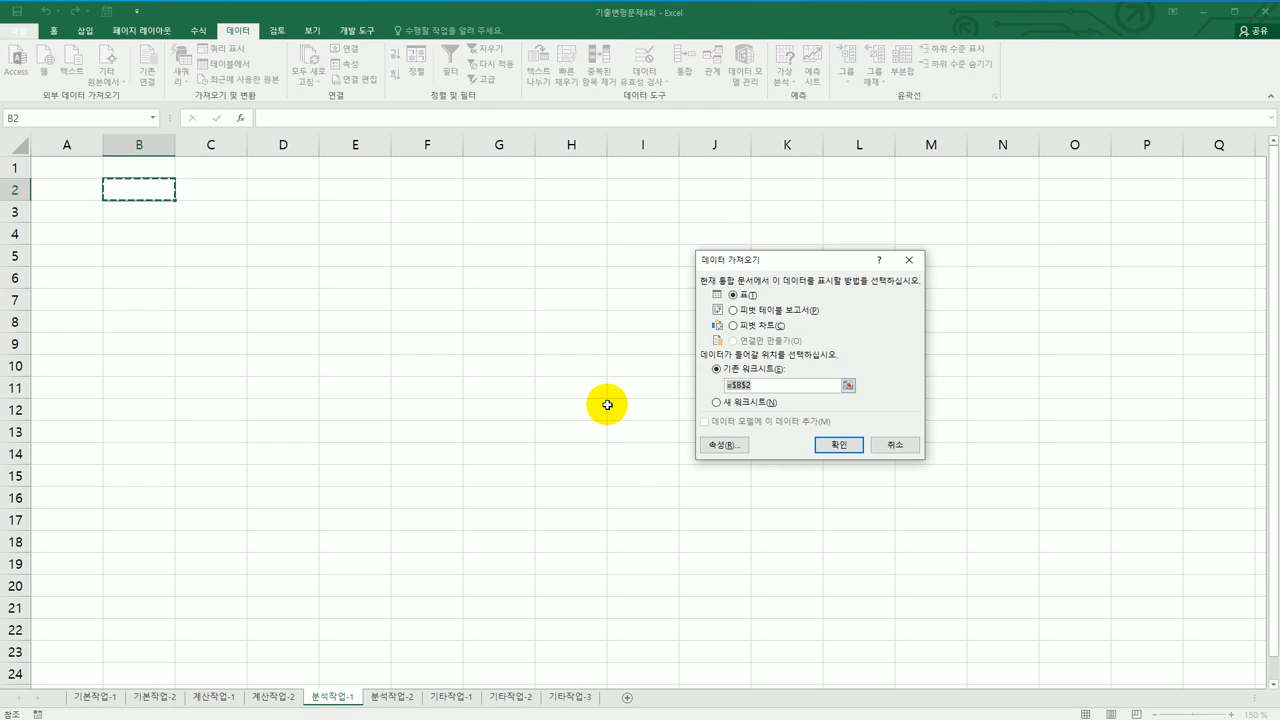 기출변형문제4회 - Excel
홈 삽입 페이지 레이아웃 수식 데이터 검토 보기 개발 도구 수행할 작업을 알려 주세요. 공유
Access 웹 텍스트 기타 원본에서 기존 연결 새 쿼리 쿼리 표시 테이블에서 최근에 사용한 원본 모두 새로 고침 연결 속성 연결 편집 정렬 필터 지우기 다시 적용 고급 텍스트 나누기 빠른 채우기 중복된 항목 제거 데이터 유효성 검사 통합 관계 데이터 모델 관리 가상 분석 예측 시트 그룹 그룹 해제 부분합 하위 수준 표시 하위 수준 숨기기
외부 데이터 가져오기 가져오기 및 변환 연결 정렬 및 필터 데이터 도구 예측 윤곽선
B2 fx
A B C D E F G H I J K L M N O P Q
1
2
3
4
5
6
7
8
9
10
11
12
13
14
15
16
17
18
19
20
21
22
23
24
데이터 가져오기 ?
현재 통합 문서에서 이 데이터를 표시할 방법을 선택하십시오.
표(T)
피벗 테이블 보고서(P)
피벗 차트(C)
연결만 만들기(O)
데이터가 들어갈 위치를 선택하십시오.
기존 워크시트(E):
=$B$2
새 워크시트(N)
데이터 모델에 이 데이터 추가(M)
속성(R)... 확인 취소
기본작업-1 기본작업-2 계산작업-1 계산작업-2 분석작업-1 분석작업-2 기타작업-1 기타작업-2 기타작업-3
참조 150 %